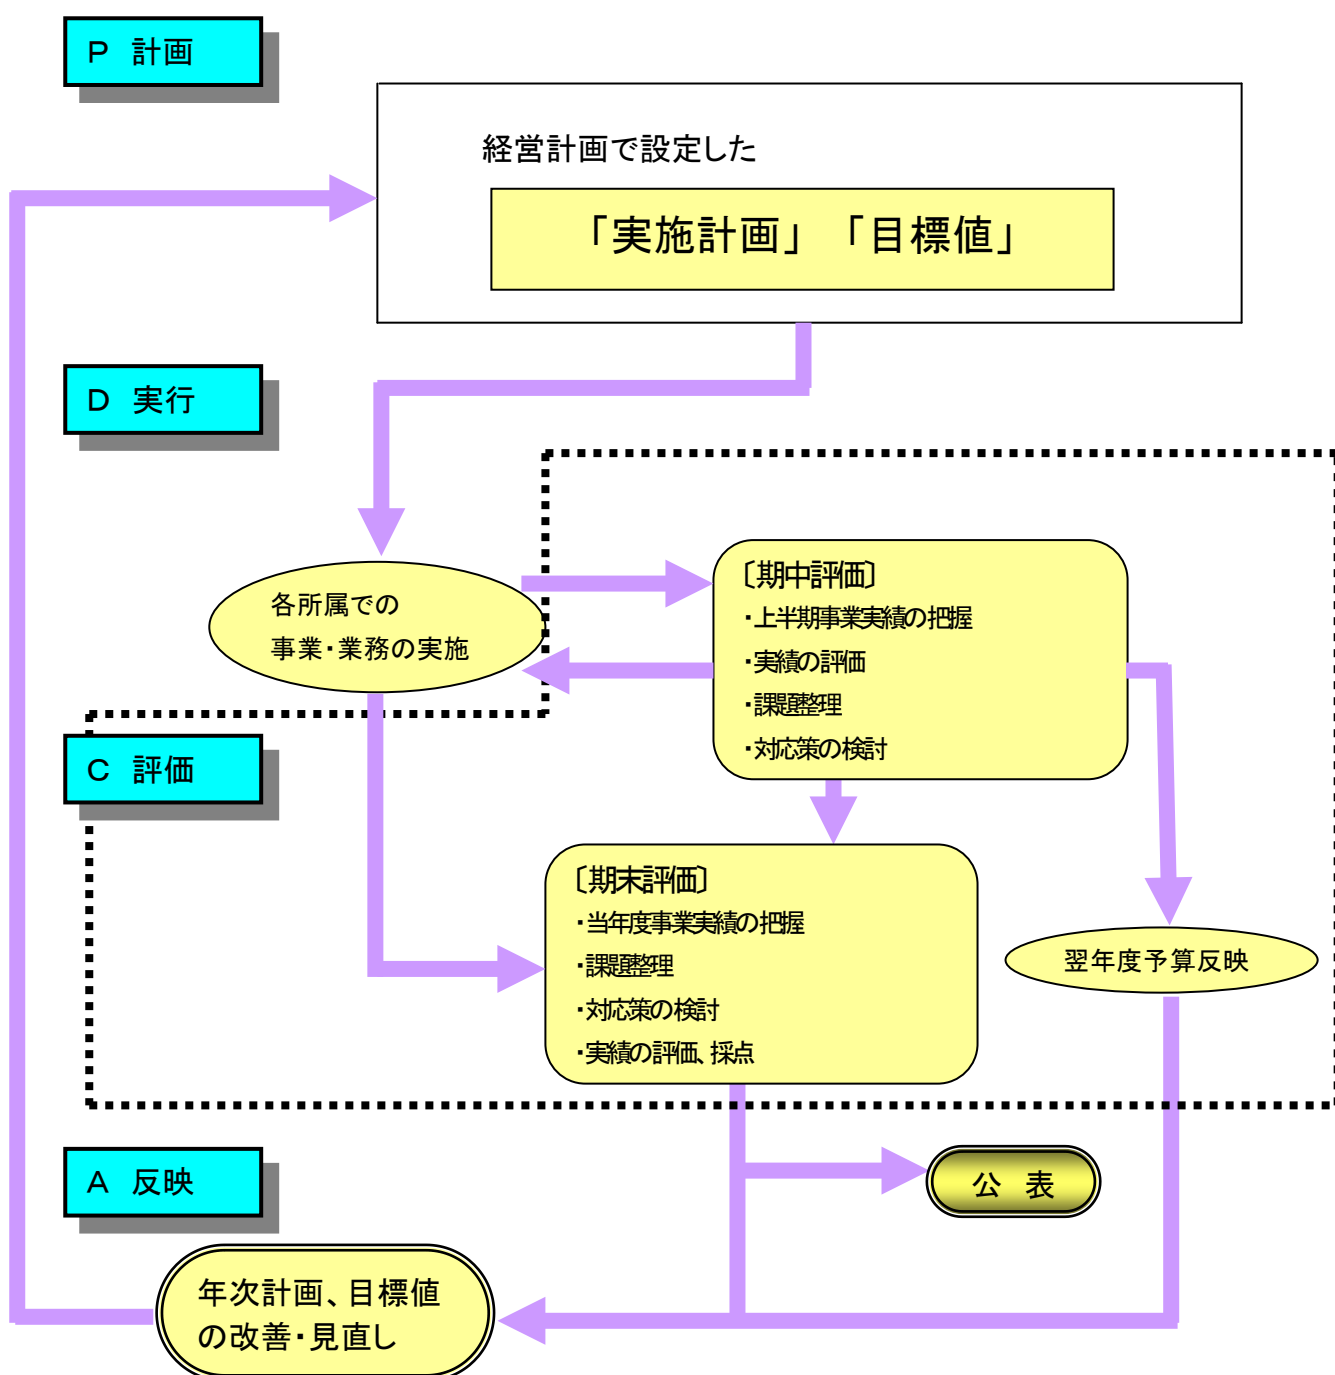 P 計画
経営計画で設定した
「実施計画」「目標値」
D 実行
各所属での
事業・業務の実施
〔期中評価〕
・上半期事業実績の把握
・実績の評価
・課題整理
・対応策の検討
C 評価
〔期末評価〕
・当年度事業実績の把握
・課題整理
・対応策の検討
・実績の評価、採点
翌年度予算反映
A 反映
公 表
年次計画、目標値
の改善・見直し